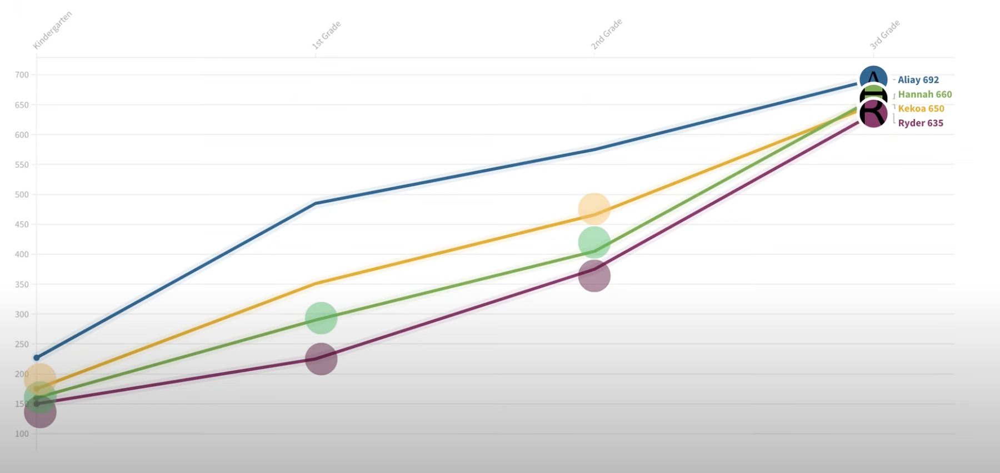 Kindergarten
1st Grade
2nd Grade
3rd Grade
700
650
600
550
500
450
400
350
300
250
200
150
100
A
R
Aliay 692
Hannah 660
Kekoa 650
Ryder 635